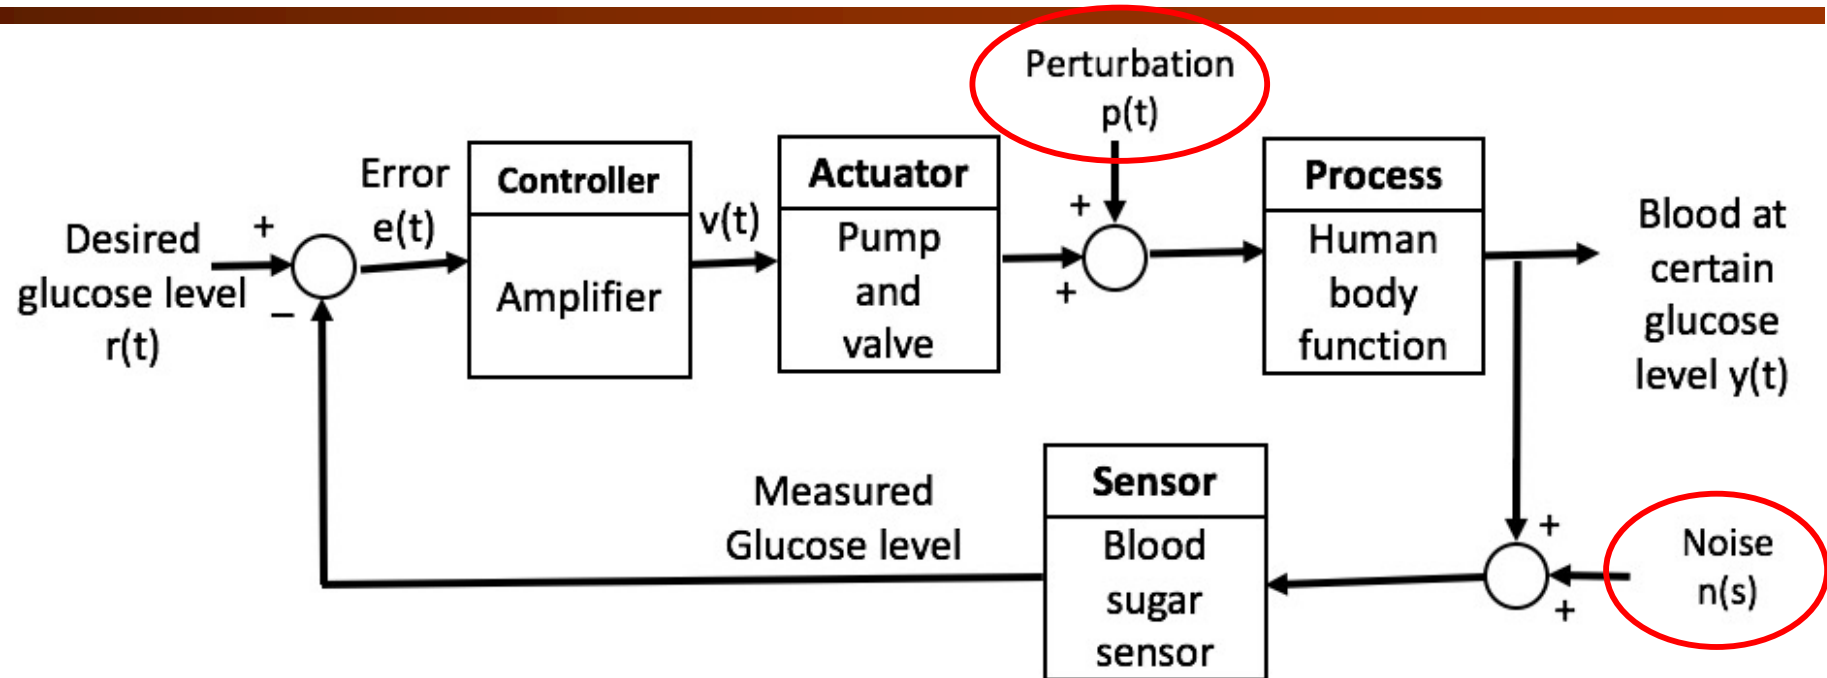 Perturbation
p(t)
Error
e(t)
Controller
Amplifier
v(t)
Actuator
Pump
and
valve
+
+
Process
Human
body
function
Desired
glucose level
r(t)
+
–
Blood at
certain
glucose
level y(t)
Measured
Glucose level
Sensor
Blood
sugar
sensor
+
+
Noise
n(s)